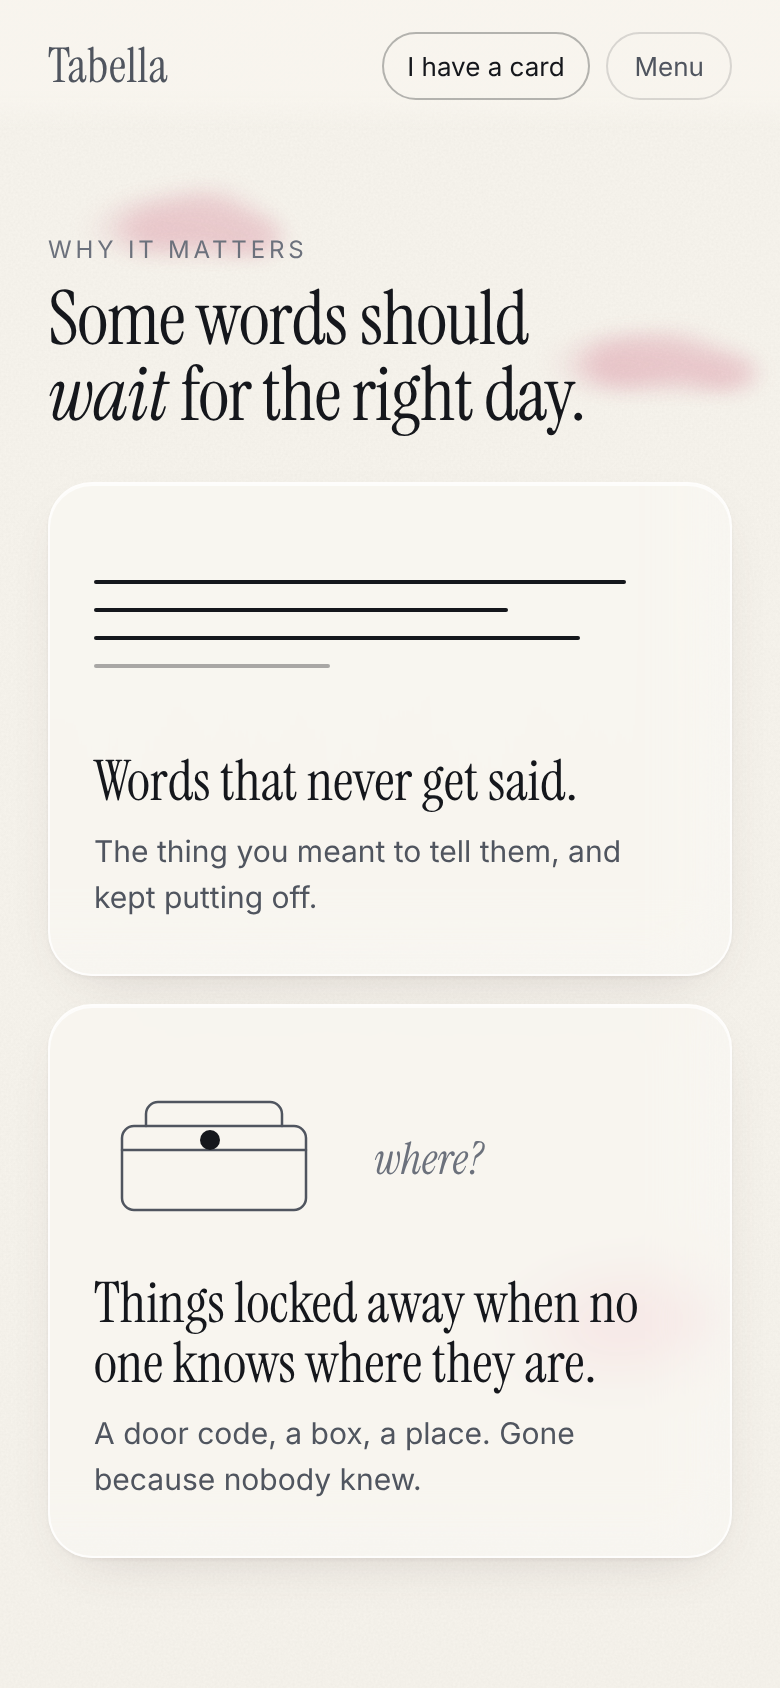 Tabella
I have a card
Menu
WHY IT MATTERS
Some words should
wait for the right day.
Words that never get said.
The thing you meant to tell them, and
kept putting off.
where?
Things locked away when no
one knows where they are.
A door code, a box, a place. Gone
because nobody knew.